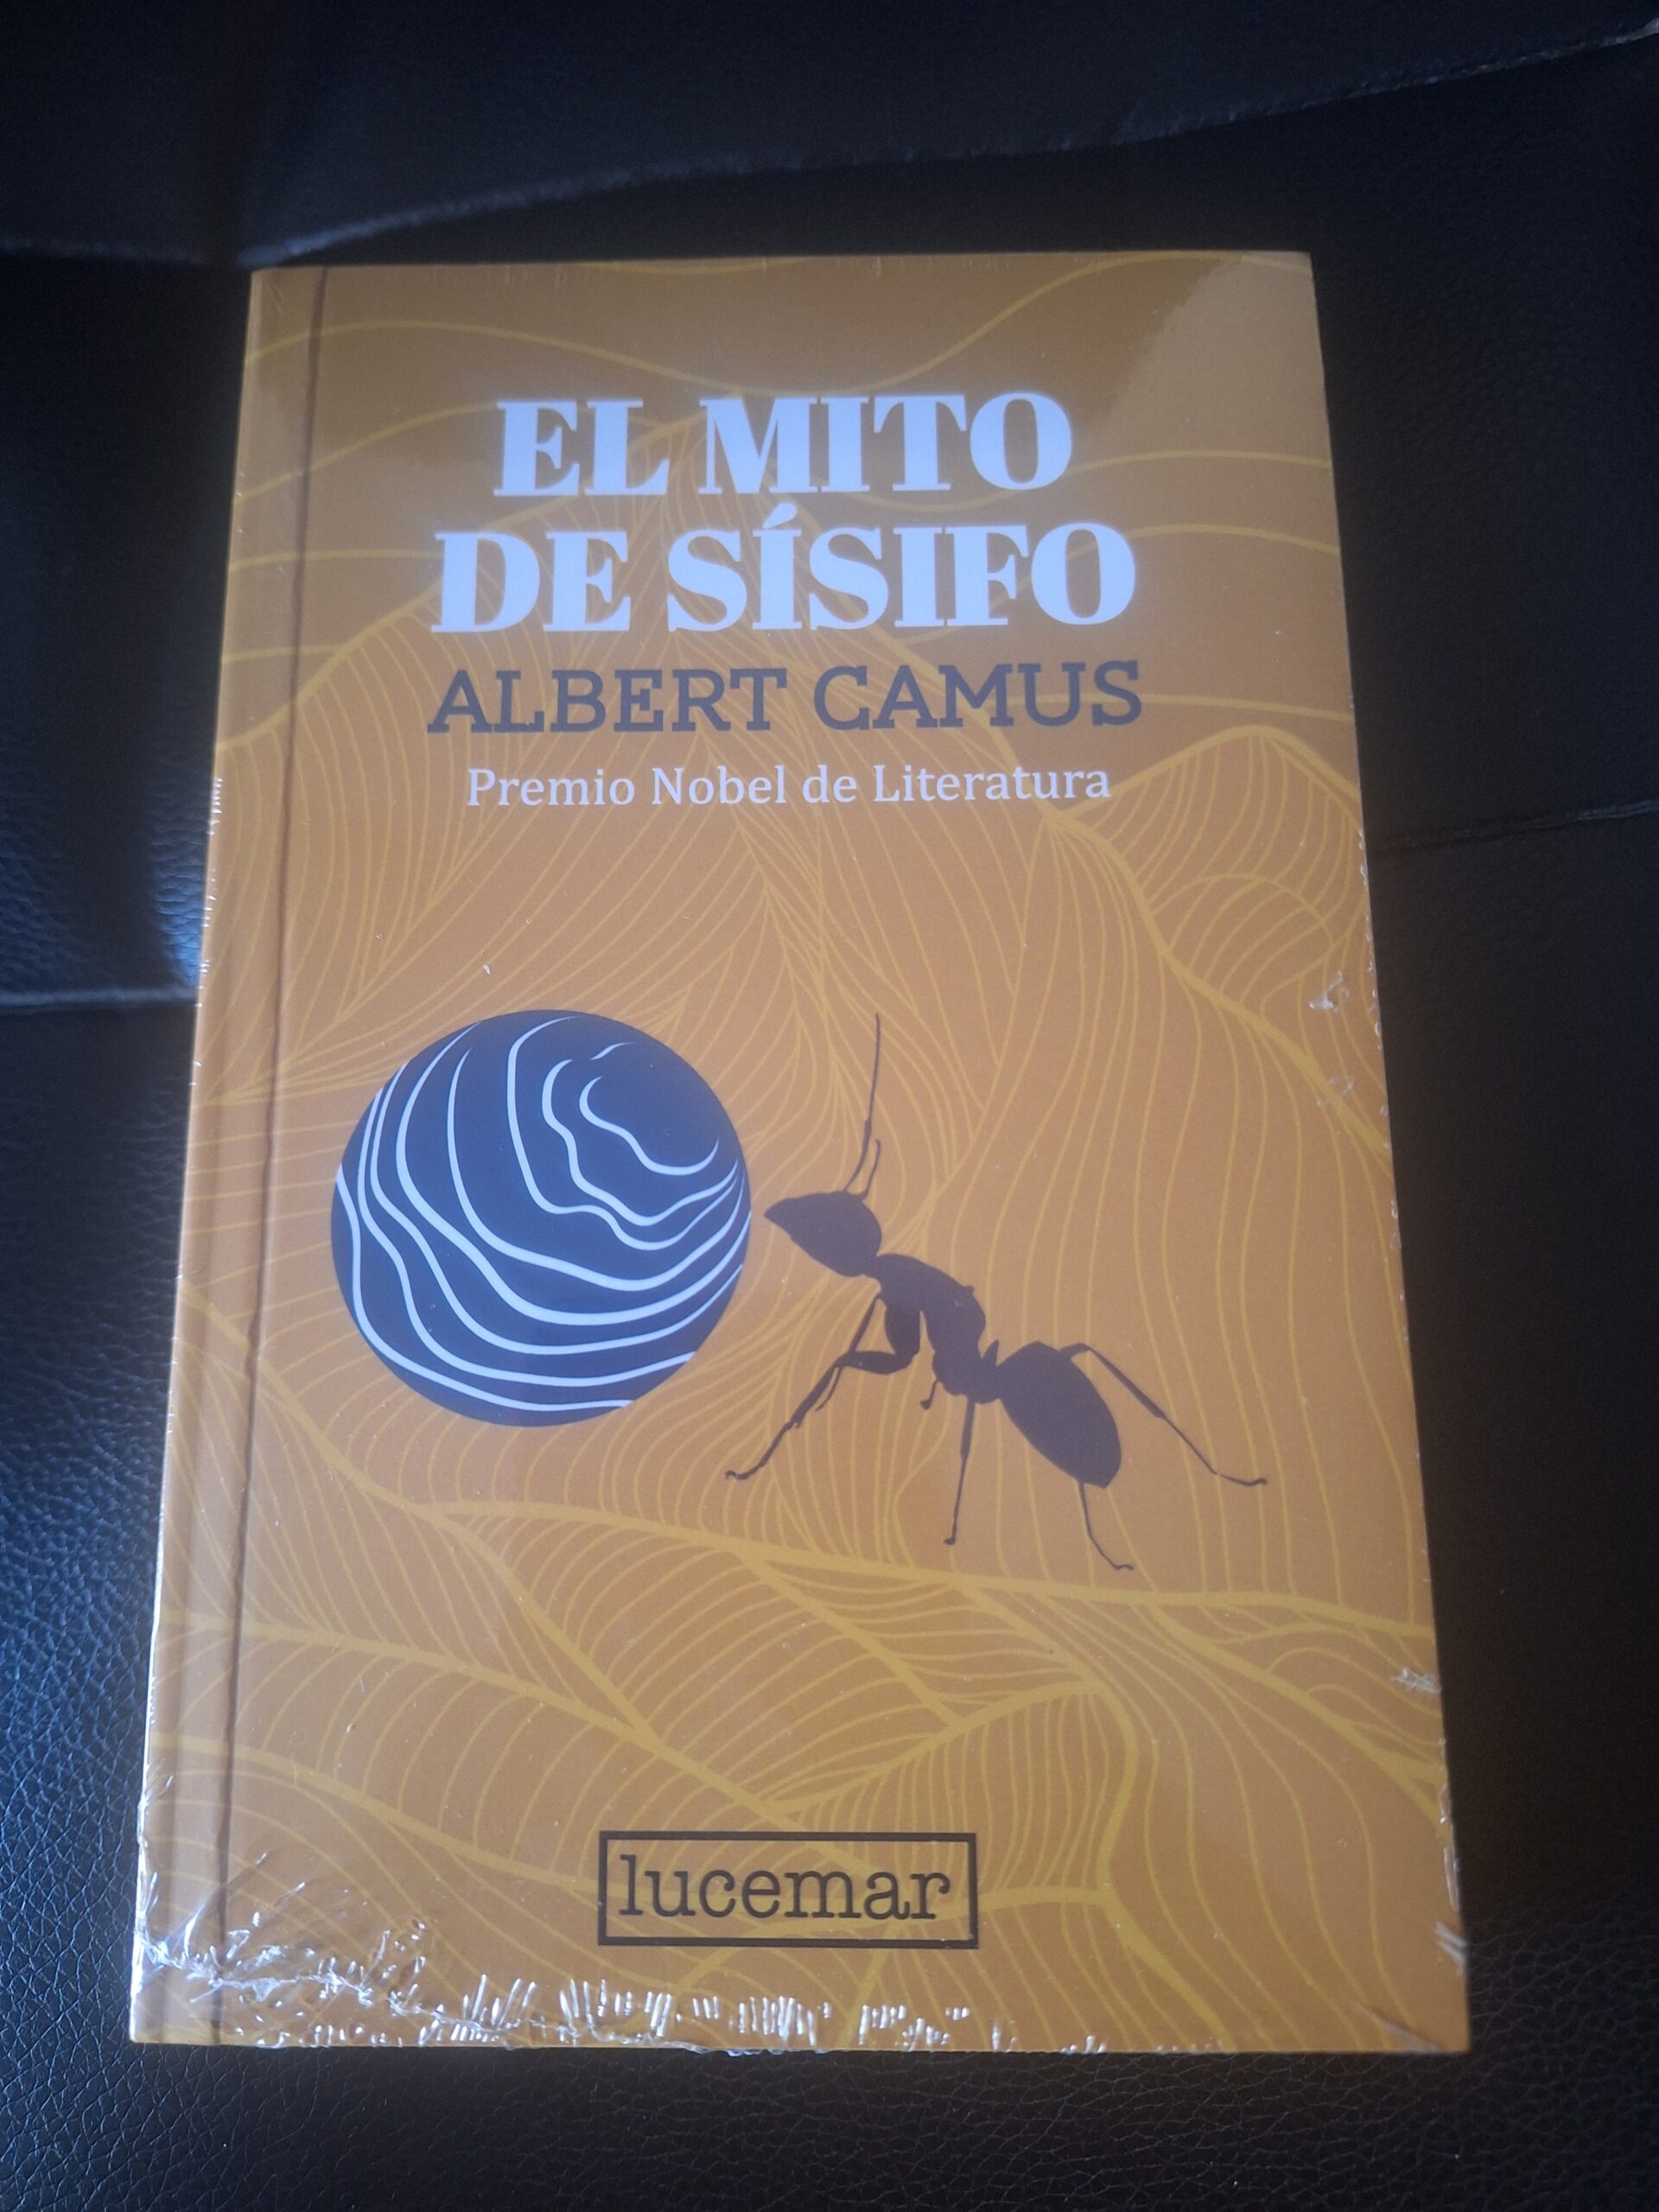 EL MITO
DE SÍSIFO
ALBERT CAMUS
Premio Nobel de Literatura
lucemar